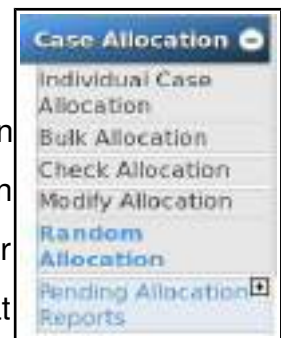 Case Allocation
Individual Case
Allocation
n
Bulk Allocation
Check Allocation
n
Modify Allocation
r
Random
Allocation
Pending Allocation
t
Reports